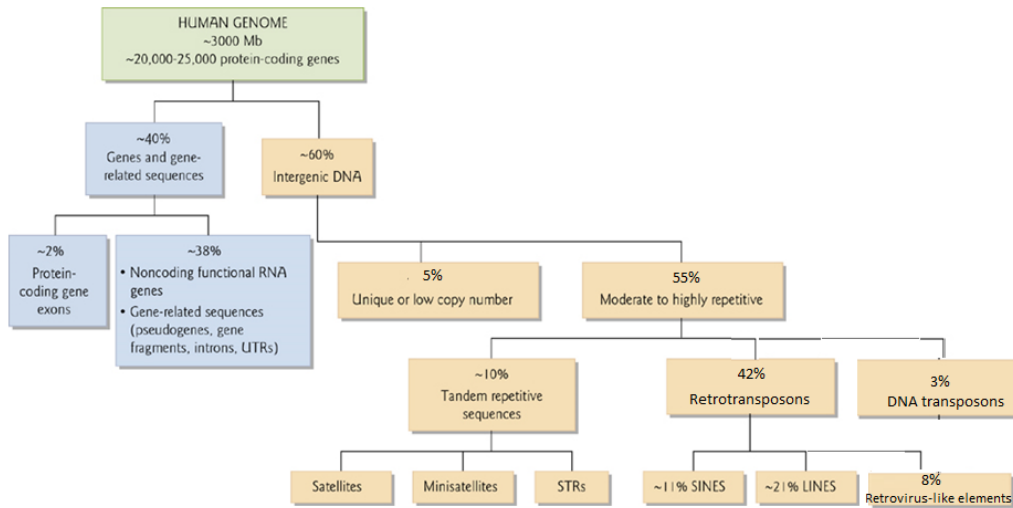 HUMAN GENOME
~3000 Mb
~20,000-25,000 protein-coding genes
~40%
Genes and gene-
related sequences
~60%
Intergenic DNA
~2%
Protein-
coding gene
exons
~38%
• Noncoding functional RNA
genes
• Gene-related sequences
(pseudogenes, gene
fragments, introns, UTRs)
5%
Unique or low copy number
55%
Moderate to highly repetitive
~10%
Tandem repetitive
sequences
42%
Retrotransposons
3%
DNA transposons
Satellites
Minisatellites
STRs
~11% SINES
~21% LINES
8%
Retrovirus-like elements